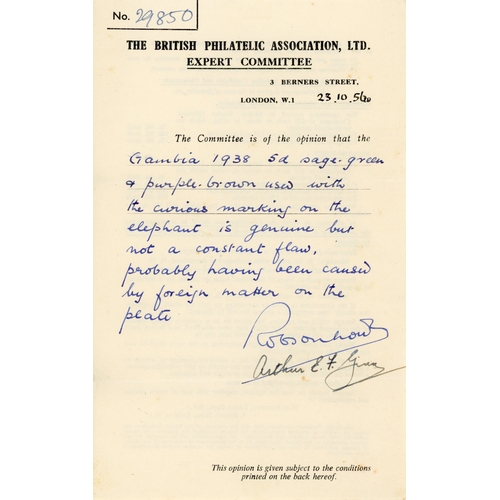 No. 29850
THE BRITISH PHILATELIC ASSOCIATION, LTD.
EXPERT COMMITTEE
3 BERNERS STREET,
LONDON, W.1 23.10.56
The Committee is of the opinion that the
Gambia 1938 5d sage-green
& purple-brown used with
the curious marking on the
elephant is genuine but
not a constant flaw,
probably having been caused
by foreign matter on the
plate
Robson Lowe
Arthur E. F.
This opinion is given subject to the conditions
printed on the back hereof.